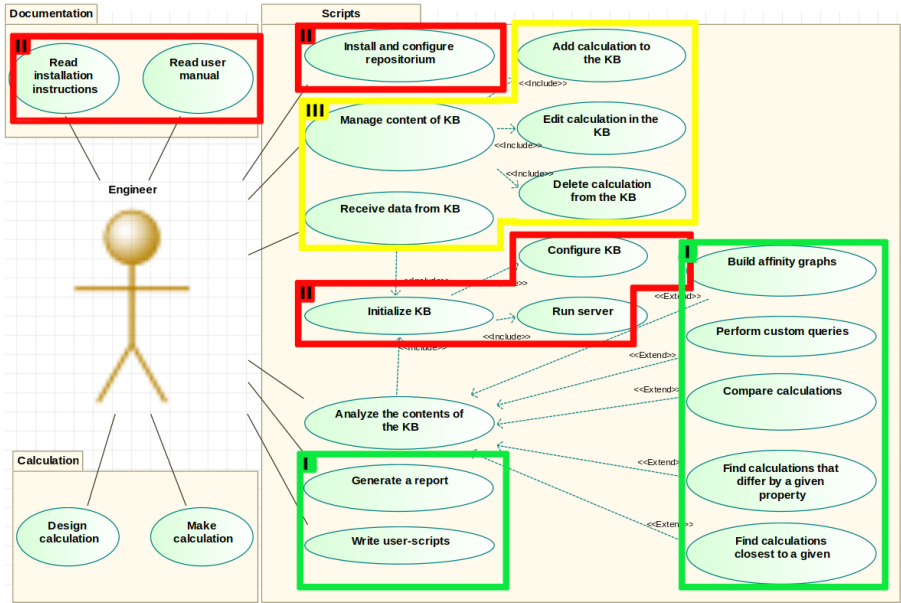 Documentation
Scripts
II
Read
installation
instructions
Read user
manual
II
Install and configure
repositorium
Add calculation to
the KB
<<Include>>
III
Manage content of KB
Edit calculation in the
KB
<<Include>>
<<Include>>
Delete calculation
from the KB
Engineer
Receive data from KB
Configure KB
I
Build affinity graphs
II
Initialize KB
Run server
<<Extend>>
<<Include>>
<<Include>>
Perform custom queries
<<Extend>>
Compare calculations
<<Extend>>
Analyze the contents of
the KB
Calculation
I
Generate a report
<<Extend>>
Find calculations that
differ by a given
property
Design
calculation
Make
calculation
Write user-scripts
<<Extend>>
Find calculations
closest to a given